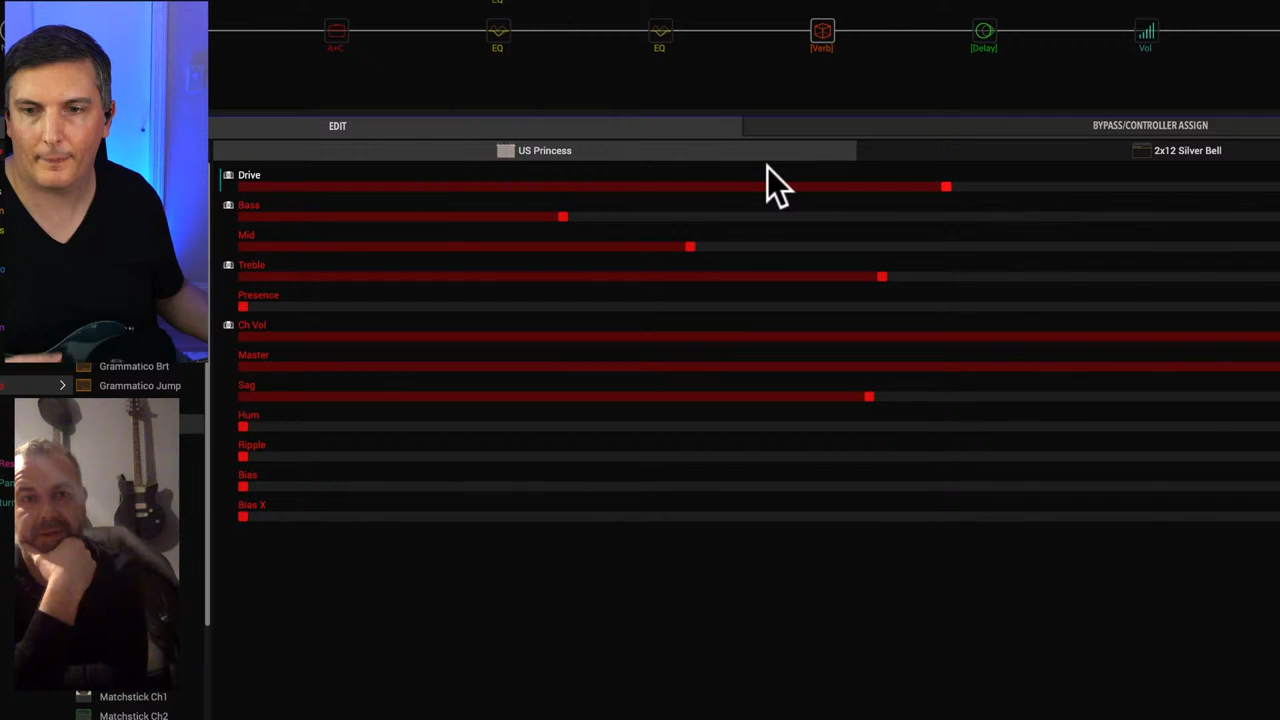 EQ
A+C
EQ
EQ
[Verb]
[Delay]
Vol
EDIT
BYPASS/CONTROLLER ASSIGN
US Princess
2x12 Silver Bell
Drive
Bass
Mid
Treble
Presence
Ch Vol
Master
Sag
Hum
Ripple
Bias
Bias X
Grammatico Brt
Grammatico Jump
Matchstick Ch1
Matchstick Ch2